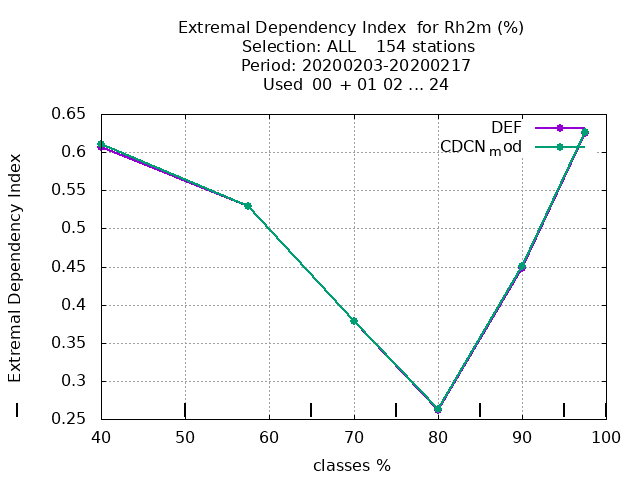 Extremal Dependency Index for Rh2m (%)
Selection: ALL 154 stations
Period: 20200203-20200217
Used 00 + 01 02 ... 24
DEF
CDCN mod
Extremal Dependency Index
0.65
0.6
0.55
0.5
0.45
0.4
0.35
0.3
0.25
40 50 60 70 80 90 100
classes %